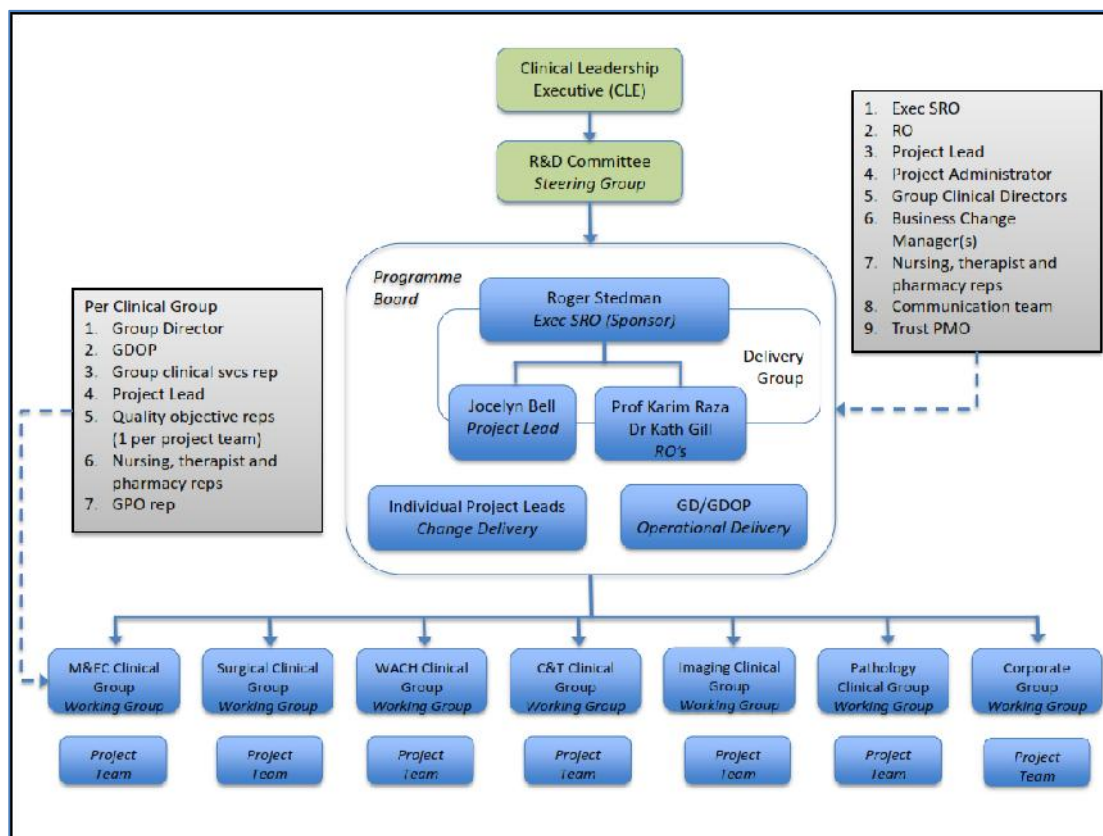 Clinical Leadership
Executive (CLE)
R&D Committee
Steering Group
1. Exec SRO
2. RO
3. Project Lead
4. Project Administrator
5. Group Clinical Directors
6. Business Change
Manager(s)
7. Nursing, therapist and
pharmacy reps
8. Communication team
9. Trust PMO
Programme
Board
Roger Stedman
Exec SRO (Sponsor)
Delivery
Group
Jocelyn Bell
Project Lead
Prof Karim Raza
Dr Kath Gill
RO's
Individual Project Leads
Change Delivery
GD/GDOP
Operational Delivery
Per Clinical Group
1. Group Director
2. GDOP
3. Group clinical svcs rep
4. Project Lead
5. Quality objective reps
(1 per project team)
6. Nursing, therapist and
pharmacy reps
7. GPO rep
M&EC Clinical
Group
Working Group
Surgical Clinical
Group
Working Group
WACH Clinical
Group
Working Group
C&T Clinical
Group
Working Group
Imaging Clinical
Group
Working Group
Pathology
Clinical Group
Working Group
Corporate
Group
Working Group
Project
Team
Project
Team
Project
Team
Project
Team
Project
Team
Project
Team
Project
Team